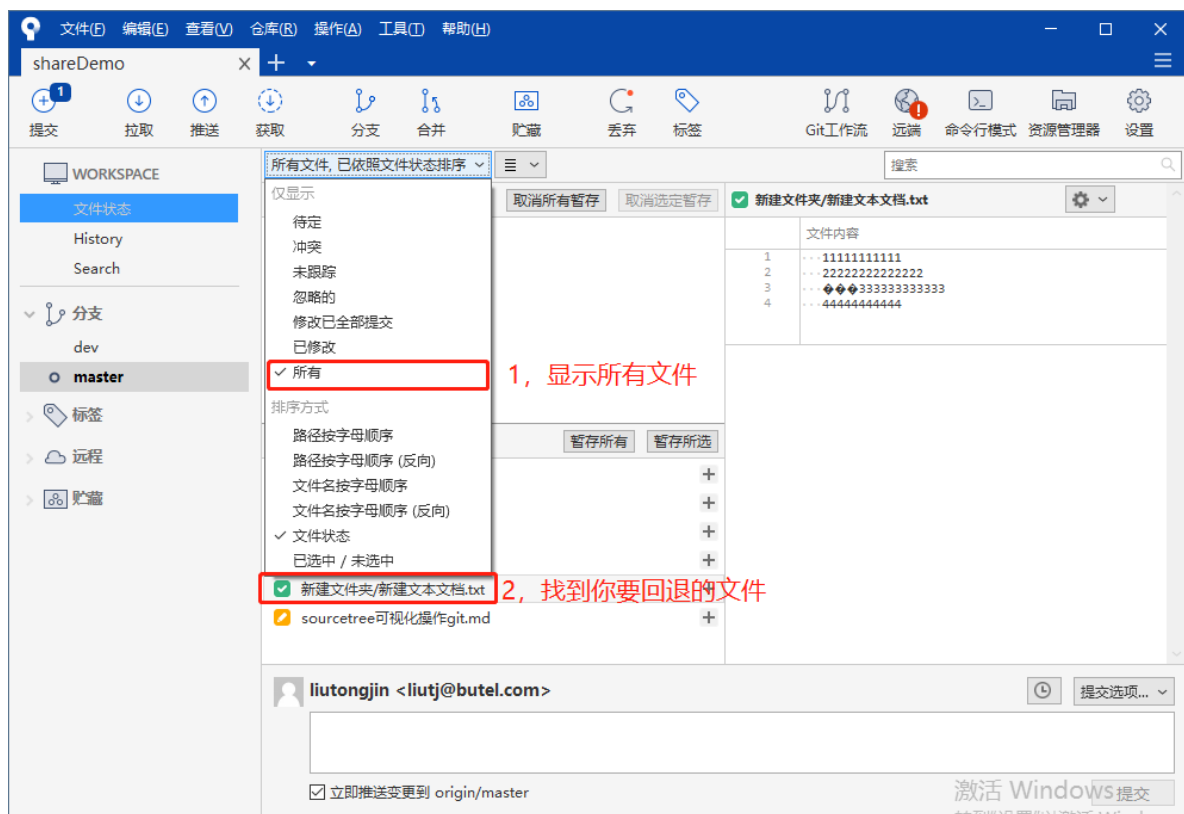 文件(F) 编辑(E) 查看(V) 仓库(R) 操作(A) 工具(T) 帮助(H)
shareDemo
1
提交 拉取 推送 获取 分支 合并 贮藏 丢弃 标签 Git工作流 远端 命令行模式 资源管理器 设置
WORKSPACE
文件状态
History
Search
分支
dev
master
标签
远程
贮藏
所有文件, 已依照文件状态排序
搜索
仅显示
待定
冲突
未跟踪
忽略的
修改已全部提交
已修改
所有
排序方式
路径按字母顺序
路径按字母顺序 (反向)
文件名按字母顺序
文件名按字母顺序 (反向)
文件状态
已选中 / 未选中
取消所有暂存 取消选定暂存
1，显示所有文件
暂存所有 暂存所选
新建文件夹/新建文本文档.txt
2，找到你要回退的文件
sourcetree可视化操作git.md
新建文件夹/新建文本文档.txt
文件内容
1 ···11111111111
2 ···22222222222222
3 ···���333333333333
4 ···44444444444
liutongjin <liutj@butel.com>
提交选项...
立即推送变更到 origin/master
激活 Windows
提交